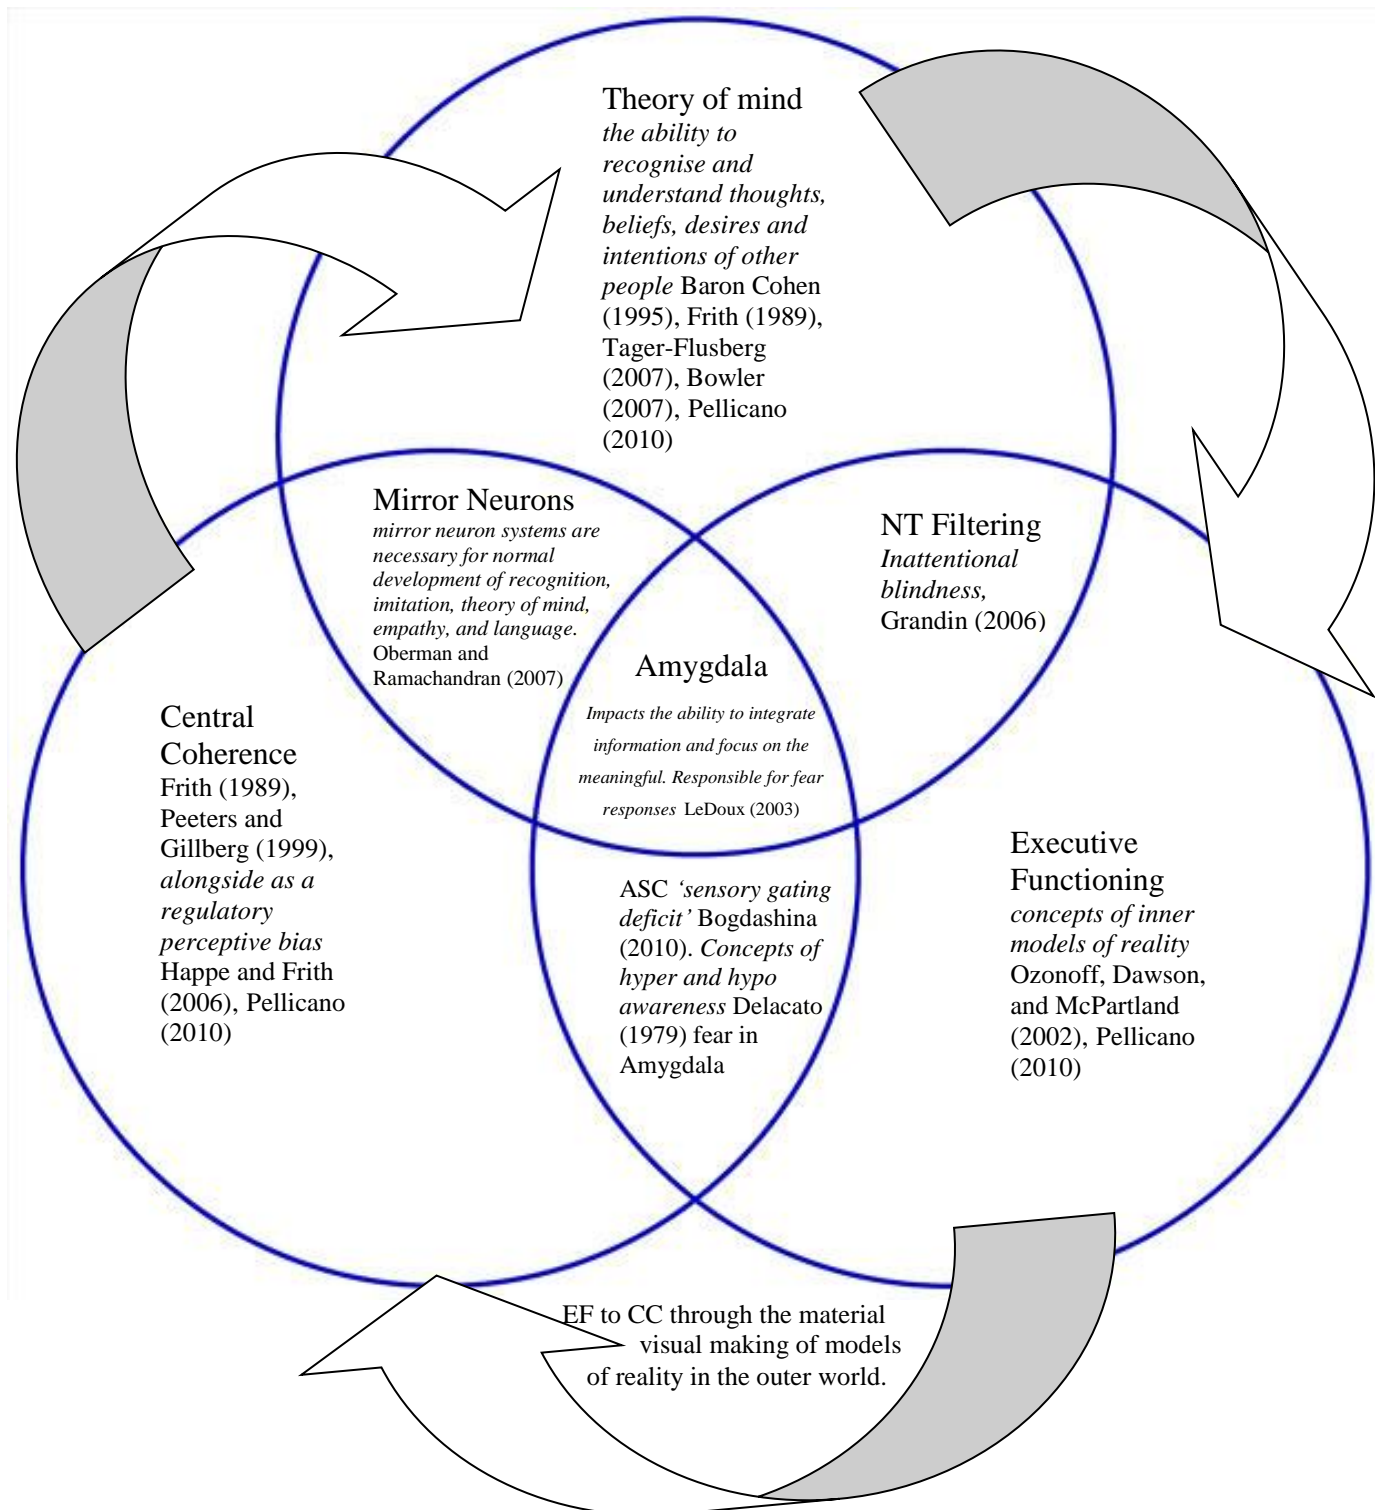 Theory of mind
the ability to
recognise and
understand thoughts,
beliefs, desires and
intentions of other
people Baron Cohen
(1995), Frith (1989),
Tager-Flusberg
(2007), Bowler
(2007), Pellicano
(2010)
Mirror Neurons
mirror neuron systems are
necessary for normal
development of recognition,
imitation, theory of mind,
empathy, and language.
Oberman and
Ramachandran (2007)
NT Filtering
Inattentional
blindness,
Grandin (2006)
Amygdala
Impacts the ability to integrate
information and focus on the
meaningful. Responsible for fear
responses LeDoux (2003)
Central
Coherence
Frith (1989),
Peeters and
Gillberg (1999),
alongside as a
regulatory
perceptive bias
Happe and Frith
(2006), Pellicano
(2010)
ASC ‘sensory gating
deficit’ Bogdashina
(2010). Concepts of
hyper and hypo
awareness Delacato
(1979) fear in
Amygdala
Executive
Functioning
concepts of inner
models of reality
Ozonoff, Dawson,
and McPartland
(2002), Pellicano
(2010)
EF to CC through the material
visual making of models
of reality in the outer world.